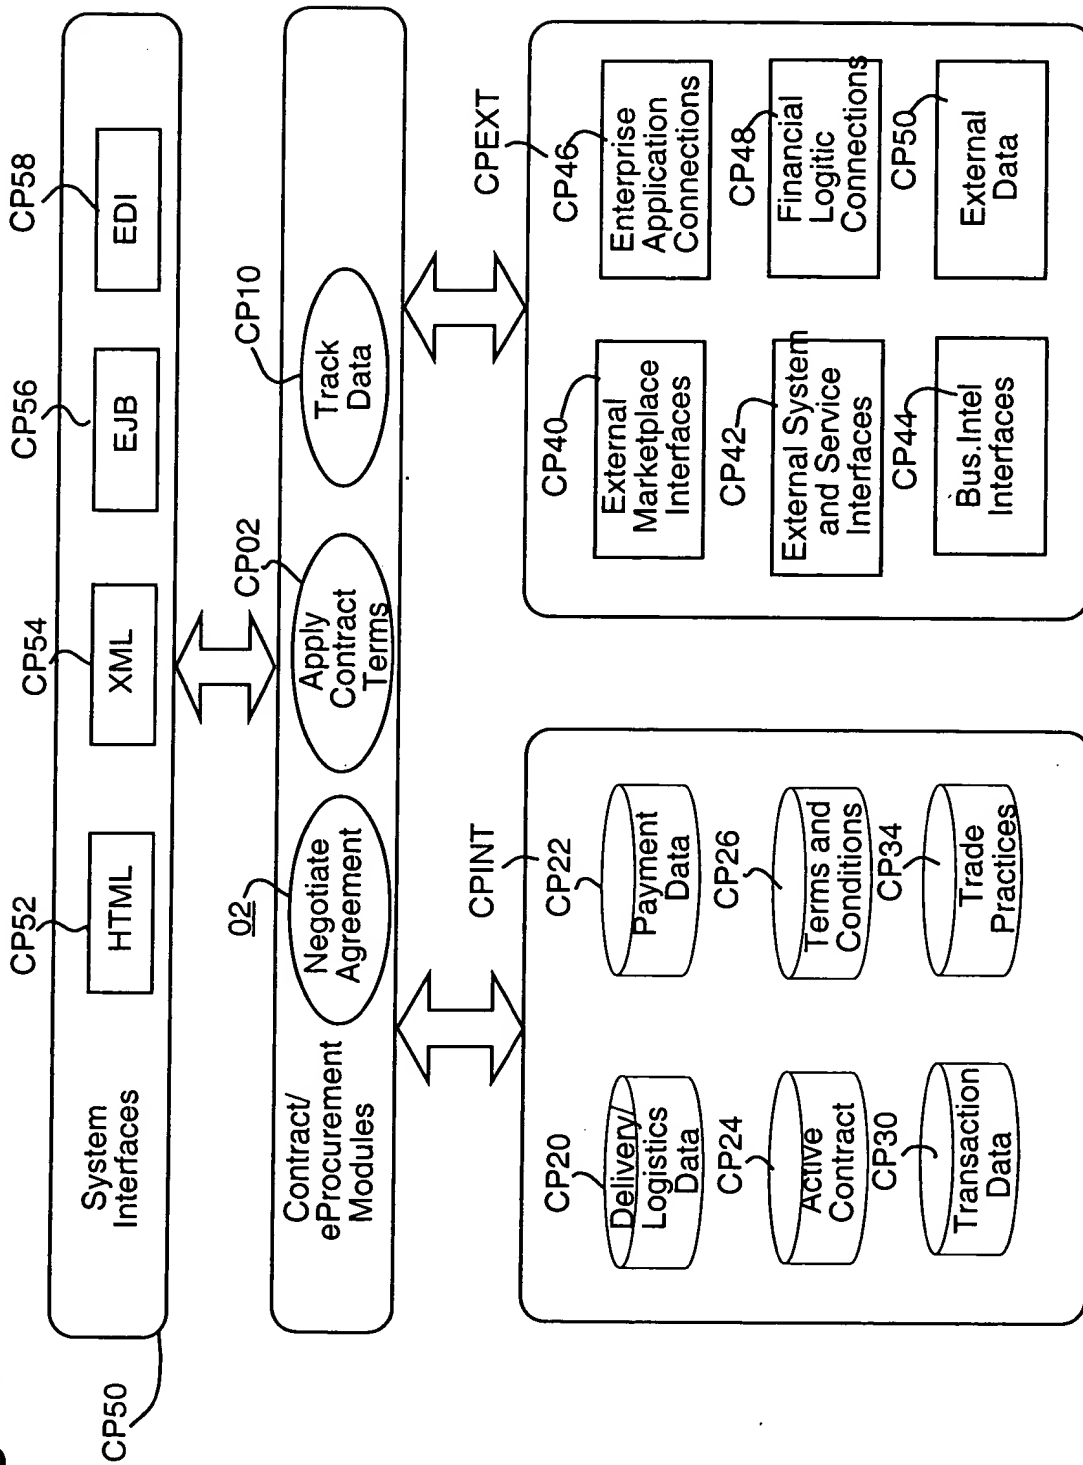 CP50
System
Interfaces
CP52
HTML
CP54
XML
CP56
EJB
CP58
EDI
Contract/
eProcurement
Modules
02
Negotiate
Agreement
CP02
Apply
Contract
Terms
CP10
Track
Data
CPINT
CP20
Delivery/
Logistics
Data
CP22
Payment
Data
CP24
Active
Contract
CP26
Terms and
Conditions
CP30
Transaction
Data
CP34
Trade
Practices
CPEXT
CP40
External
Marketplace
Interfaces
CP46
Enterprise
Application
Connections
CP42
External System
and Service
Interfaces
CP48
Financial
Logitic
Connections
CP44
Bus.Intel
Interfaces
CP50
External
Data